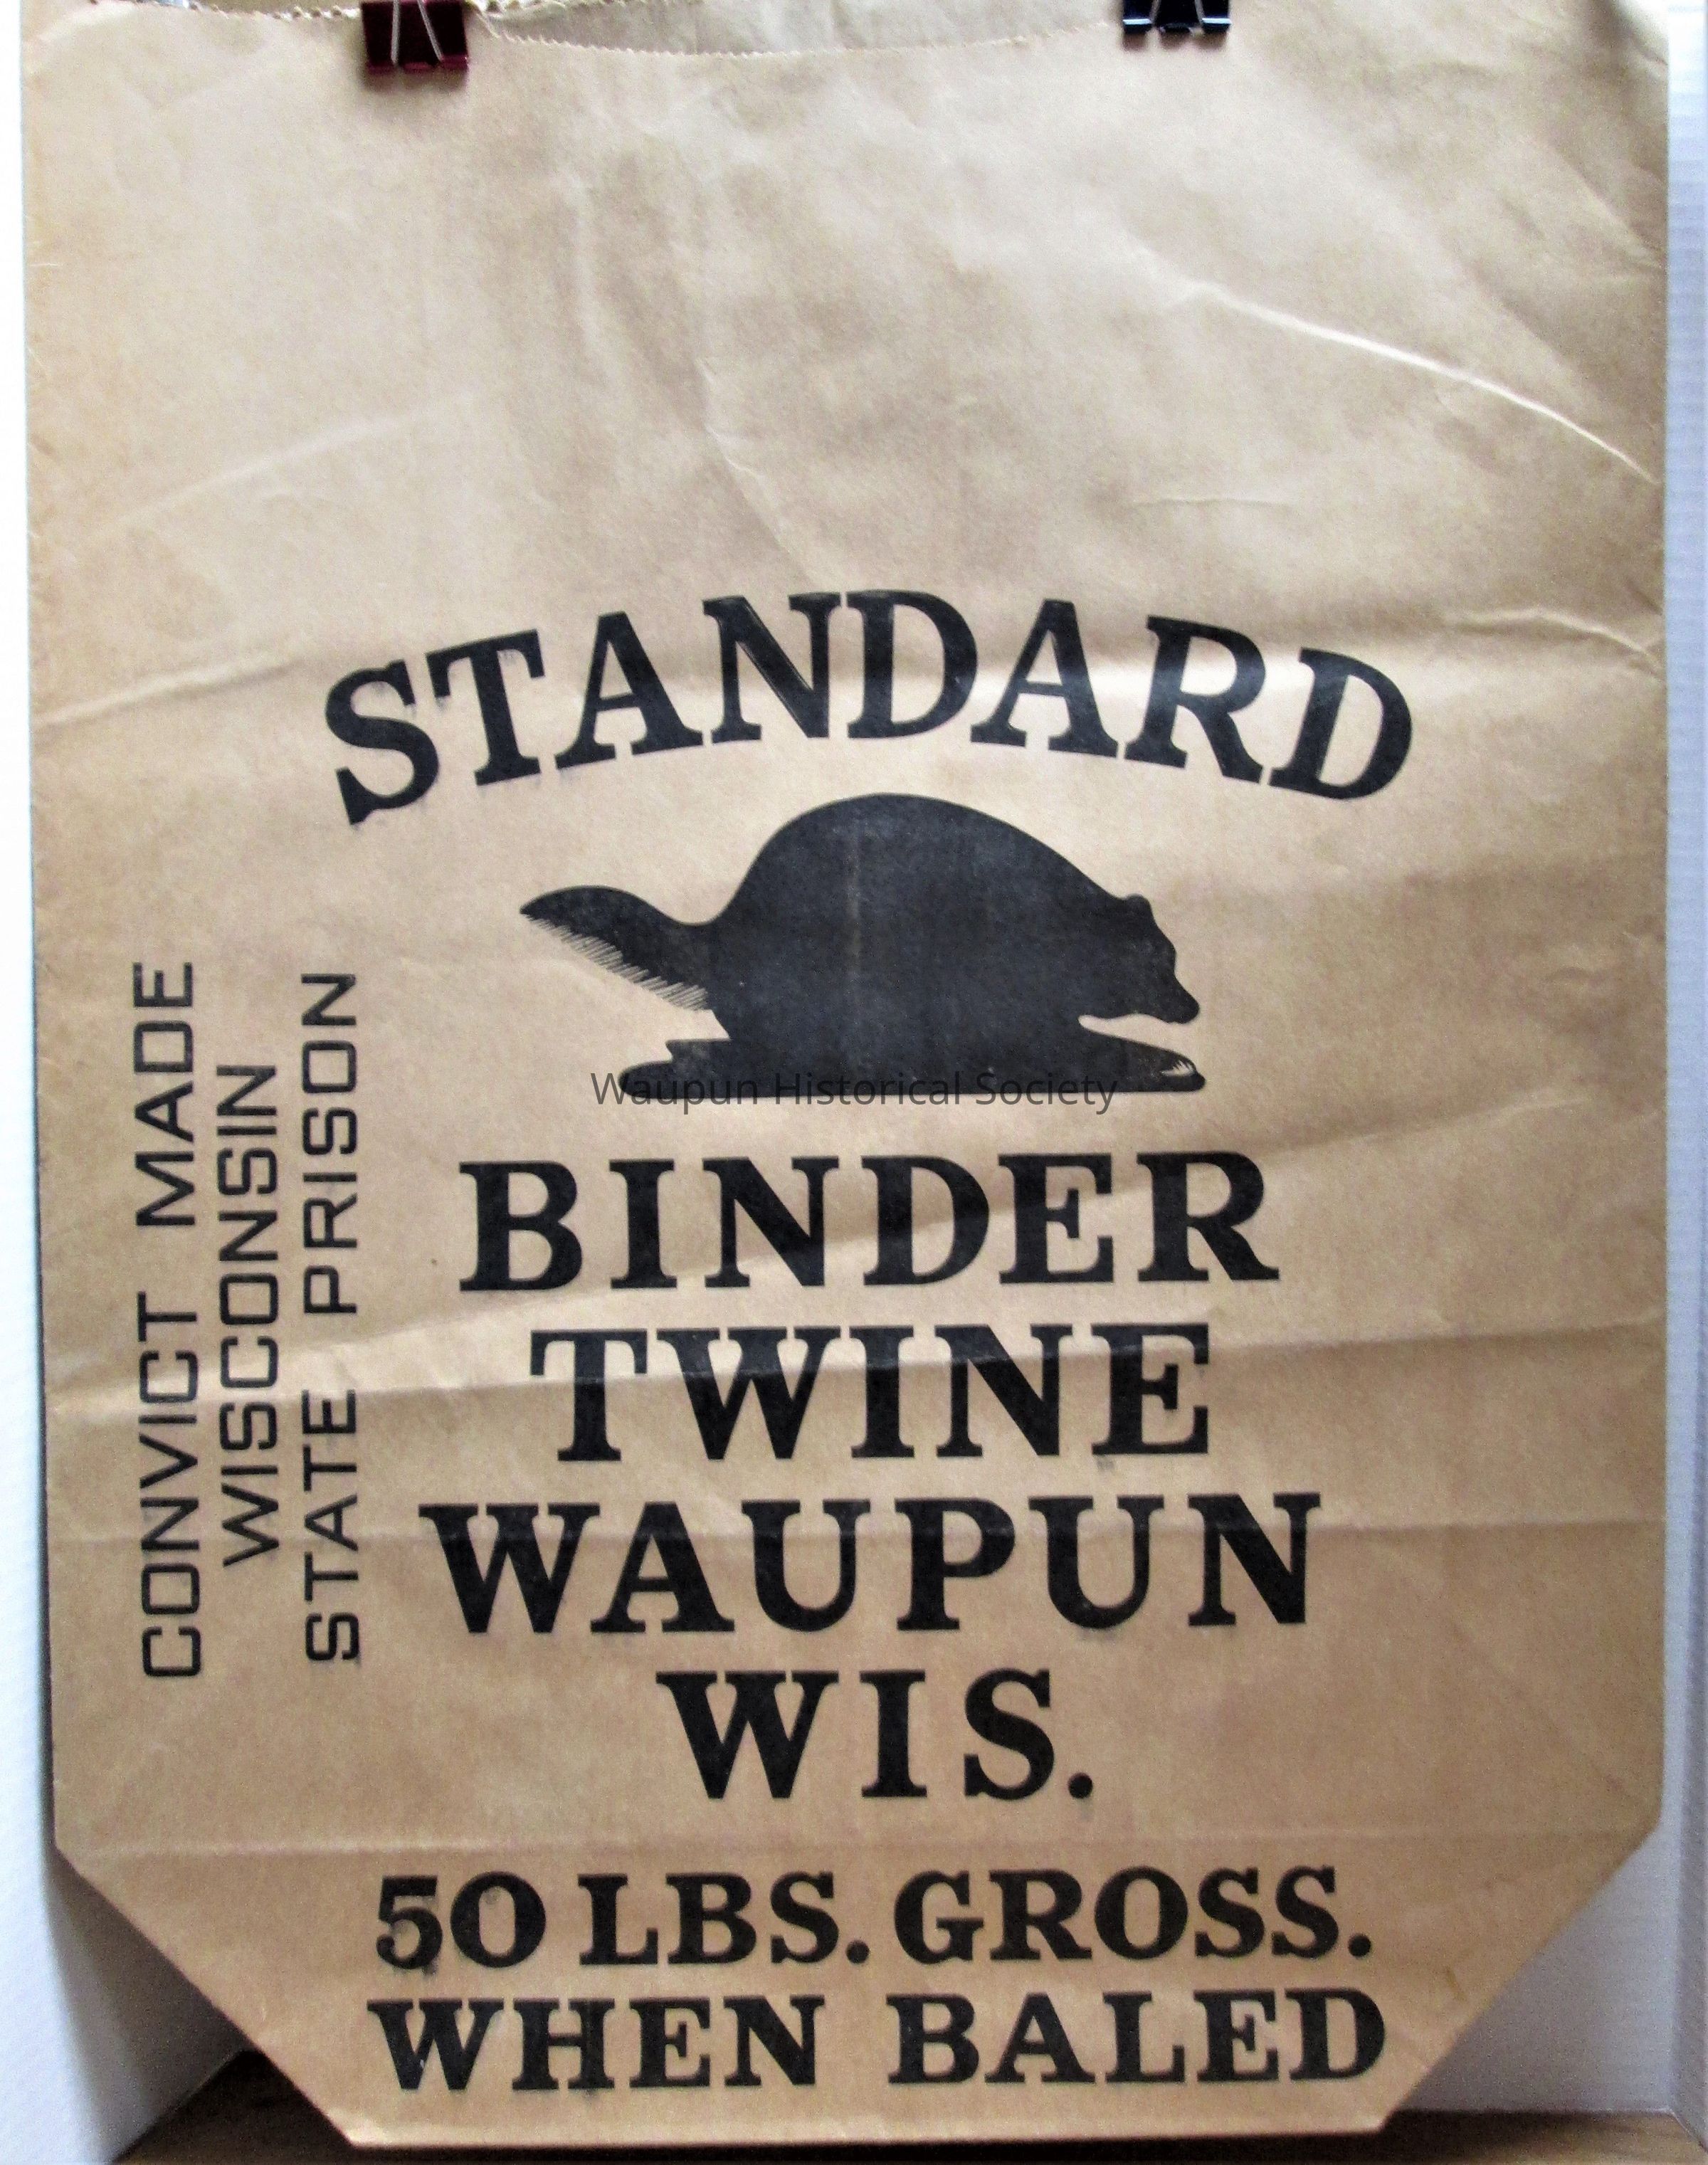 STANDARD
CONVICT MADE
WISCONSIN
STATE PRISON
Waupun Historical Society
BINDER
TWINE
WAUPUN
WIS.
50 LBS. GROSS.
WHEN BALED